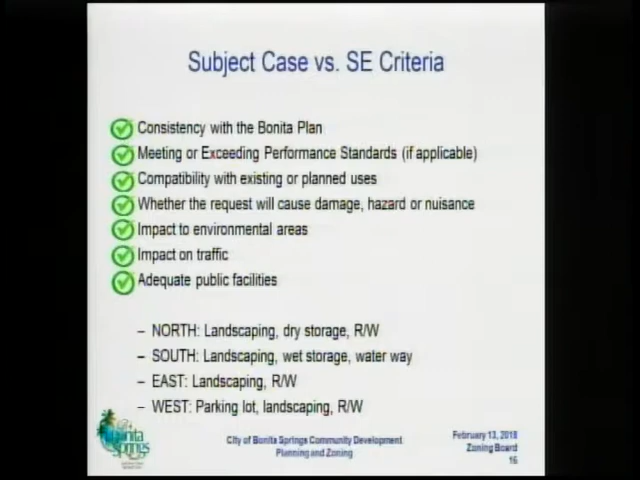 Subject Case vs. SE Criteria
Consistency with the Bonita Plan
Meeting or Exceeding Performance Standards (if applicable)
Compatibility with existing or planned uses
Whether the request will cause damage, hazard or nuisance
Impact to environmental areas
Impact on traffic
Adequate public facilities
– NORTH: Landscaping, dry storage, R/W
– SOUTH: Landscaping, wet storage, water way
– EAST: Landscaping, R/W
– WEST: Parking lot, landscaping, R/W
Bonita
Springs
City of Bonita Springs Community Development
Planning and Zoning
February 13, 2018
Zoning Board
16